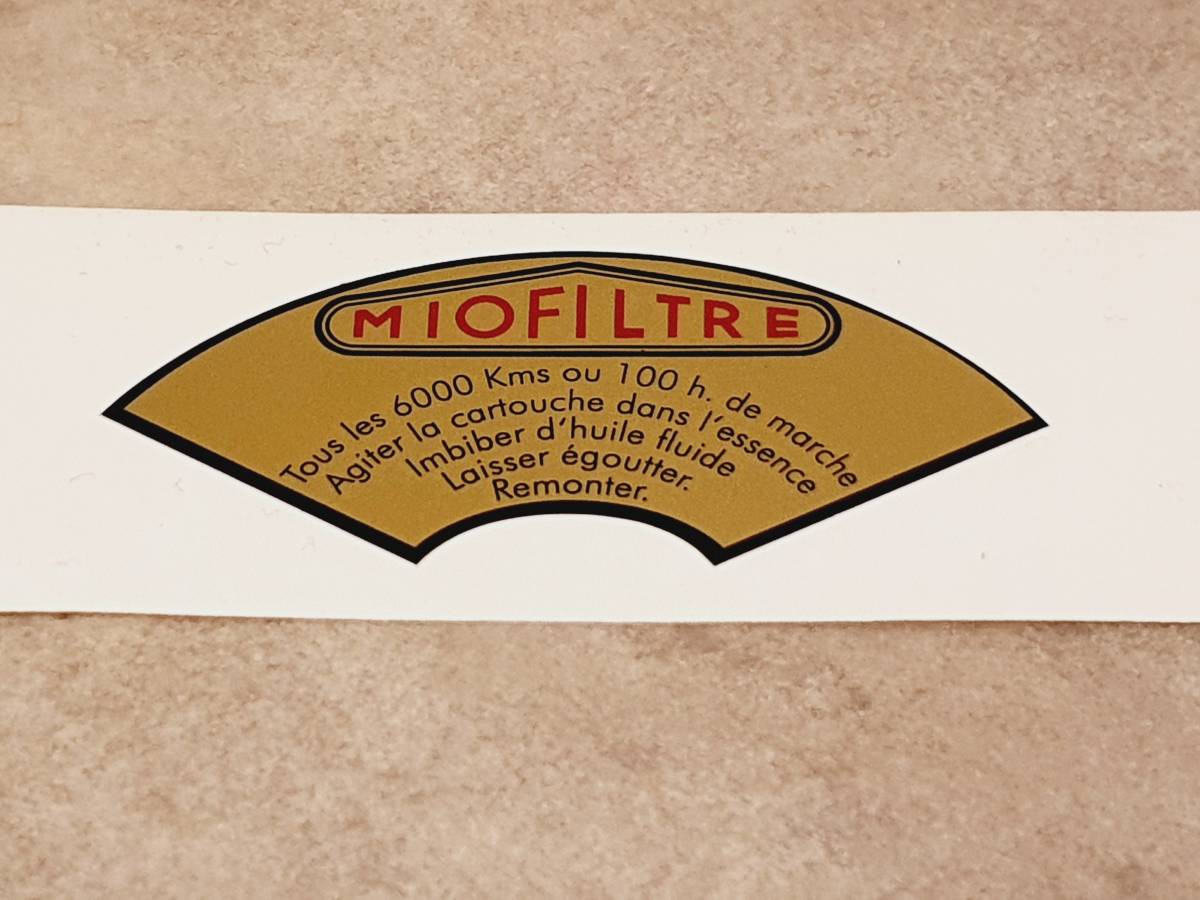 MIOFILTRE
Tous les 6000 Kms ou 100 h. de marche
Agiter la cartouche dans l'essence
Imbiber d'huile fluide
Laisser égoutter.
Remonter.